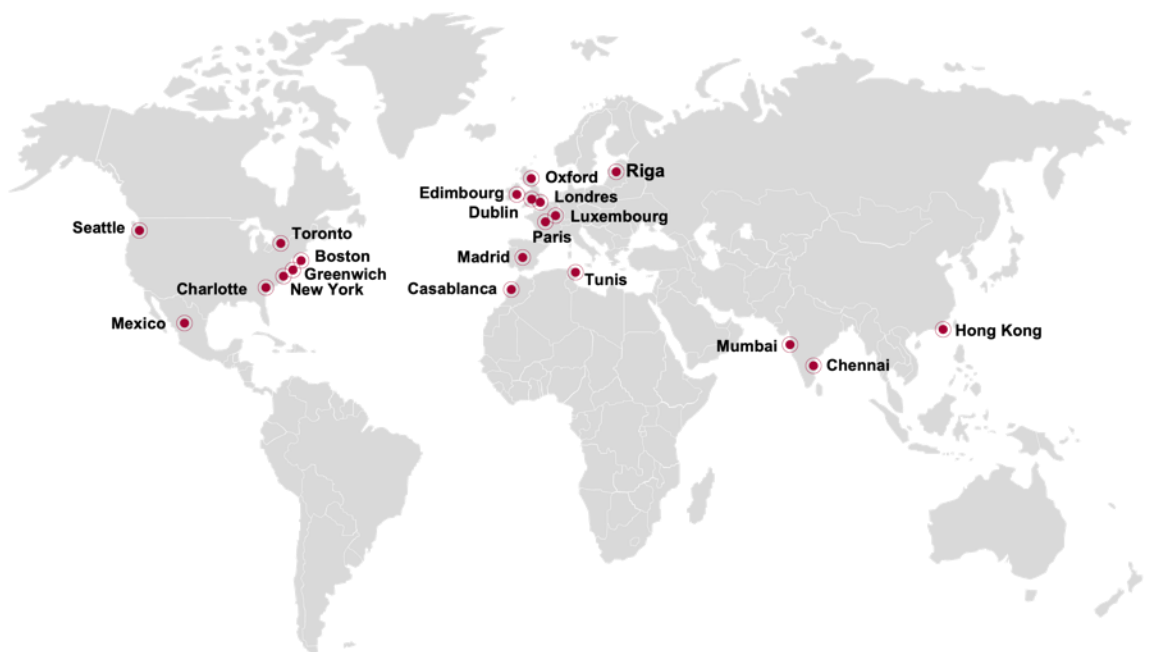 Seattle
Toronto
Boston
Greenwich
New York
Charlotte
Mexico
Oxford
Riga
Edimbourg
Londres
Dublin
Luxembourg
Paris
Madrid
Tunis
Casablanca
Mumbai
Chennai
Hong Kong